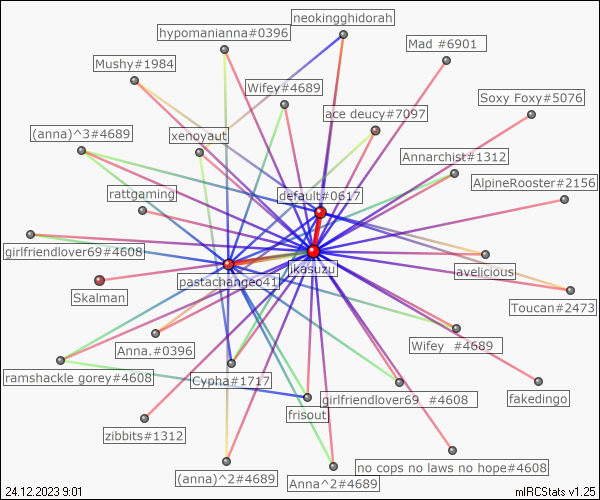 neokingghidorah
hypomanianna#0396
Mad #6901
Mushy#1984
Wifey#4689
Soxy Foxy#5076
ace deucy#7097
(anna)^3#4689
xenoyaut
Annarchist#1312
AlpineRooster#2156
rattgaming
default#0617
girlfriendlover69#4608
avelicious
jkasuzu
pastachangeo41
Skalman
Toucan#2473
Anna.#0396
Wifey #4689
ramshackle gorey#4608
Cypha#1717
girlfriendlover69 #4608
fakedingo
frisout
zibbits#1312
(anna)^2#4689
Anna^2#4689
no cops no laws no hope#4608
24.12.2023 9:01
mIRCStats v1.25